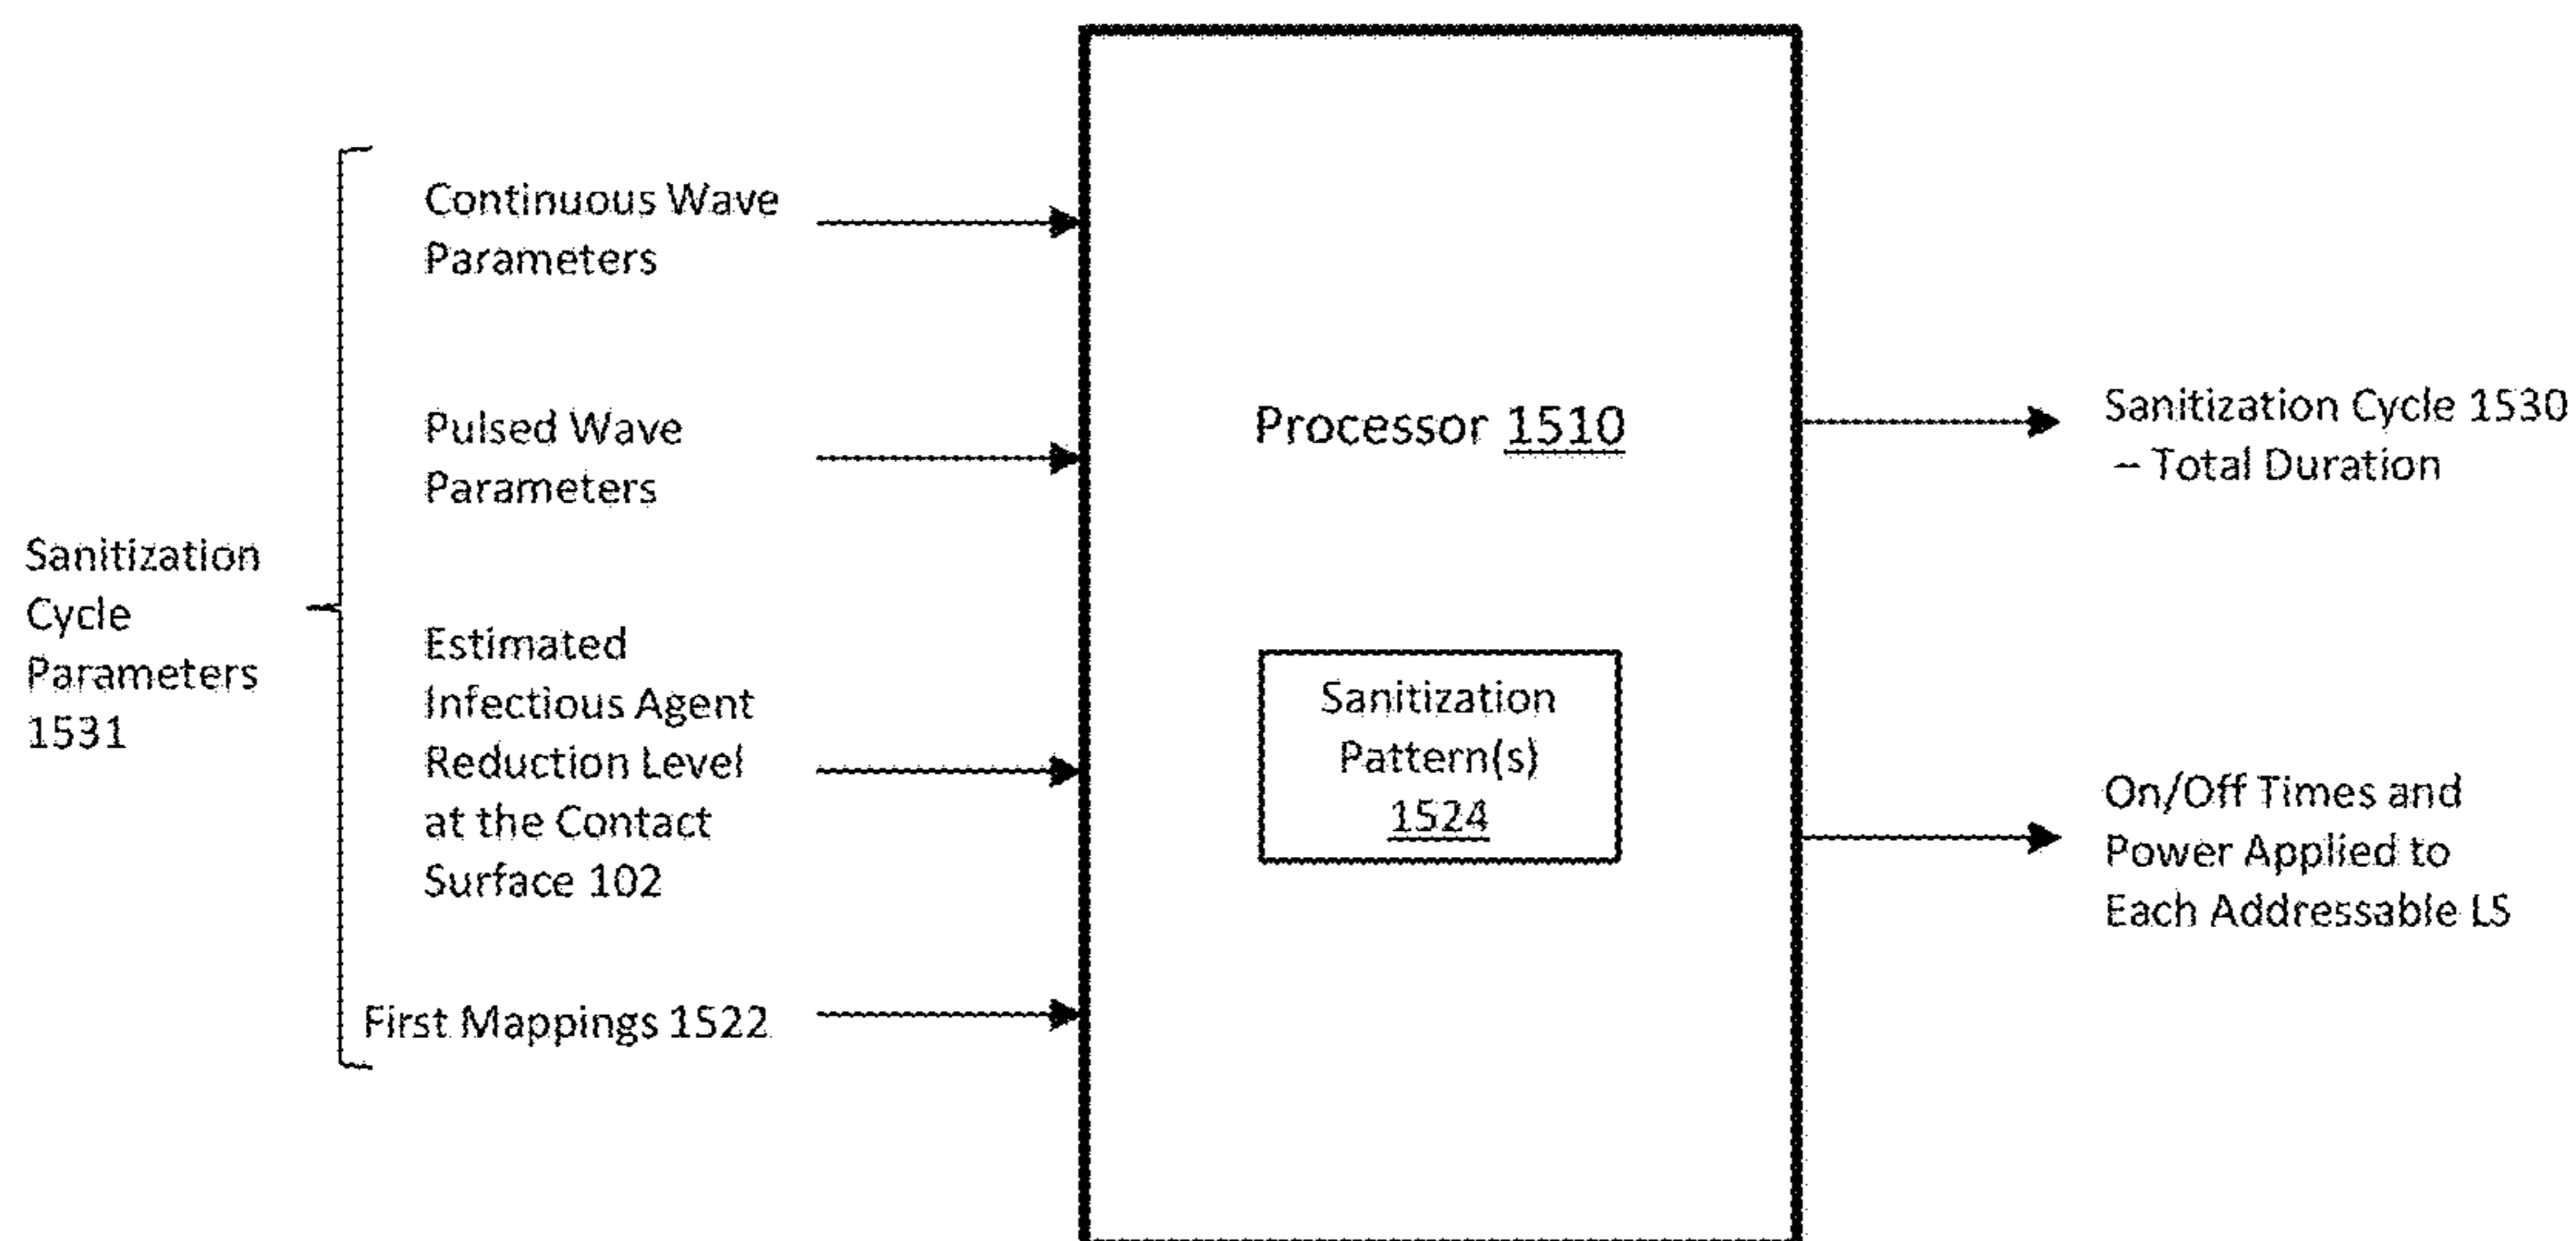 Sanitization
Cycle
Parameters
1531
Continuous Wave
Parameters
Pulsed Wave
Parameters
Estimated
Infectious Agent
Reduction Level
at the Contact
Surface 102
First Mappings 1522
Processor 1510
Sanitization
Pattern(s)
1524
Sanitization Cycle 1530
– Total Duration
On/Off Times and
Power Applied to
Each Addressable LS